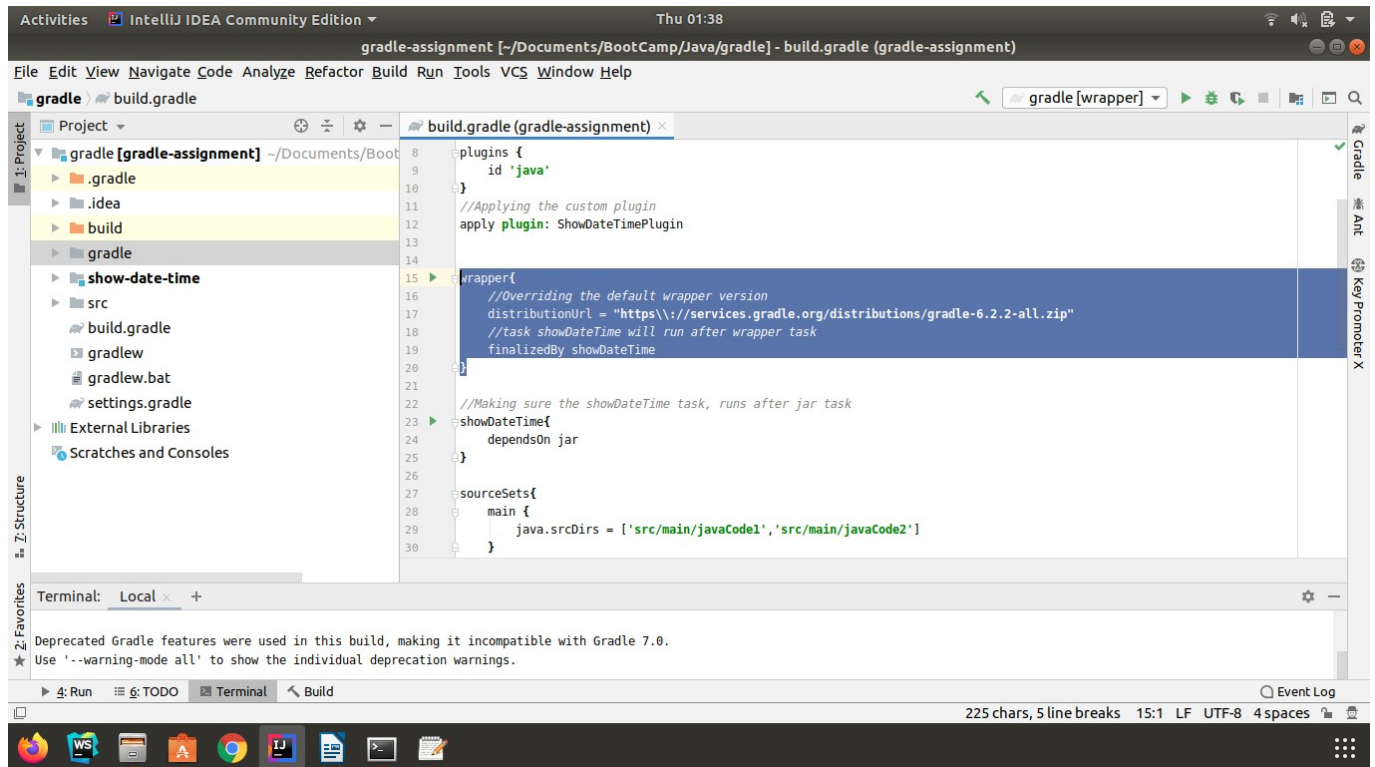 Activities IntelliJ IDEA Community Edition Thu 01:38
gradle-assignment [~/Documents/BootCamp/Java/gradle] - build.gradle (gradle-assignment)
File Edit View Navigate Code Analyze Refactor Build Run Tools VCS Window Help
gradle build.gradle gradle [wrapper]
1: Project
Project
gradle [gradle-assignment] ~/Documents/Boot
.gradle
.idea
build
gradle
show-date-time
src
build.gradle
gradlew
gradlew.bat
settings.gradle
External Libraries
Scratches and Consoles
7: Structure
2: Favorites
build.gradle (gradle-assignment)
8 plugins {
9 id 'java'
10 }
11 //Applying the custom plugin
12 apply plugin: ShowDateTimePlugin
13
14
15 wrapper{
16 //Overriding the default wrapper version
17 distributionUrl = "https\\://services.gradle.org/distributions/gradle-6.2.2-all.zip"
18 //task showDateTime will run after wrapper task
19 finalizedBy showDateTime
20 }
21
22 //Making sure the showDateTime task, runs after jar task
23 showDateTime{
24 dependsOn jar
25 }
26
27 sourceSets{
28 main {
29 java.srcDirs = ['src/main/javaCode1','src/main/javaCode2']
30 }
Gradle
Ant
Key Promoter X
Terminal: Local +
Deprecated Gradle features were used in this build, making it incompatible with Gradle 7.0.
Use '--warning-mode all' to show the individual deprecation warnings.
4: Run 6: TODO Terminal Build Event Log
225 chars, 5 line breaks 15:1 LF UTF-8 4 spaces
WS A IJ